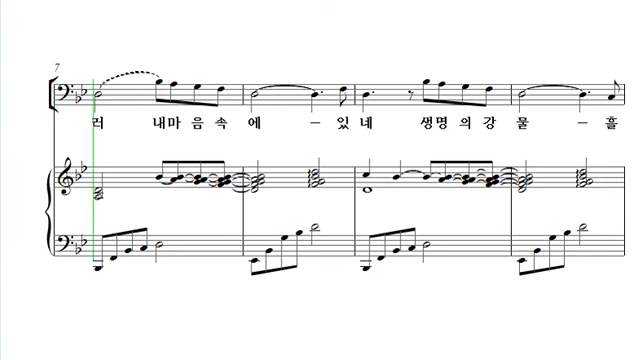 7
러 내마 음 속 에 – 있 네 생명 의 강 물 – 흘